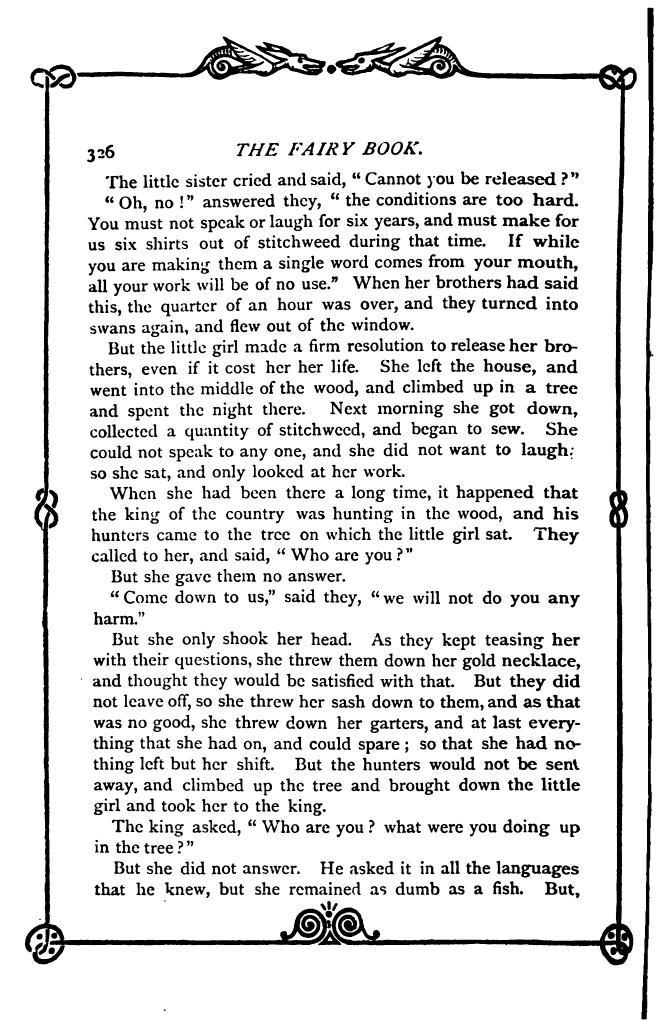 326 THE FAIRY BOOK.
The little sister cried and said, “Cannot you be released?”
“Oh, no!” answered they, “the conditions are too hard.
You must not speak or laugh for six years, and must make for
us six shirts out of stitchweed during that time. If while
you are making them a single word comes from your mouth,
all your work will be of no use.” When her brothers had said
this, the quarter of an hour was over, and they turned into
swans again, and flew out of the window.
But the little girl made a firm resolution to release her bro-
thers, even if it cost her her life. She left the house, and
went into the middle of the wood, and climbed up in a tree
and spent the night there. Next morning she got down,
collected a quantity of stitchweed, and began to sew. She
could not speak to any one, and she did not want to laugh;
so she sat, and only looked at her work.
When she had been there a long time, it happened that
the king of the country was hunting in the wood, and his
hunters came to the tree on which the little girl sat. They
called to her, and said, “Who are you?”
But she gave them no answer.
“Come down to us,” said they, “we will not do you any
harm.”
But she only shook her head. As they kept teasing her
with their questions, she threw them down her gold necklace,
and thought they would be satisfied with that. But they did
not leave off, so she threw her sash down to them, and as that
was no good, she threw down her garters, and at last every-
thing that she had on, and could spare; so that she had no-
thing left but her shift. But the hunters would not be sent
away, and climbed up the tree and brought down the little
girl and took her to the king.
The king asked, “Who are you? what were you doing up
in the tree?”
But she did not answer. He asked it in all the languages
that he knew, but she remained as dumb as a fish. But,